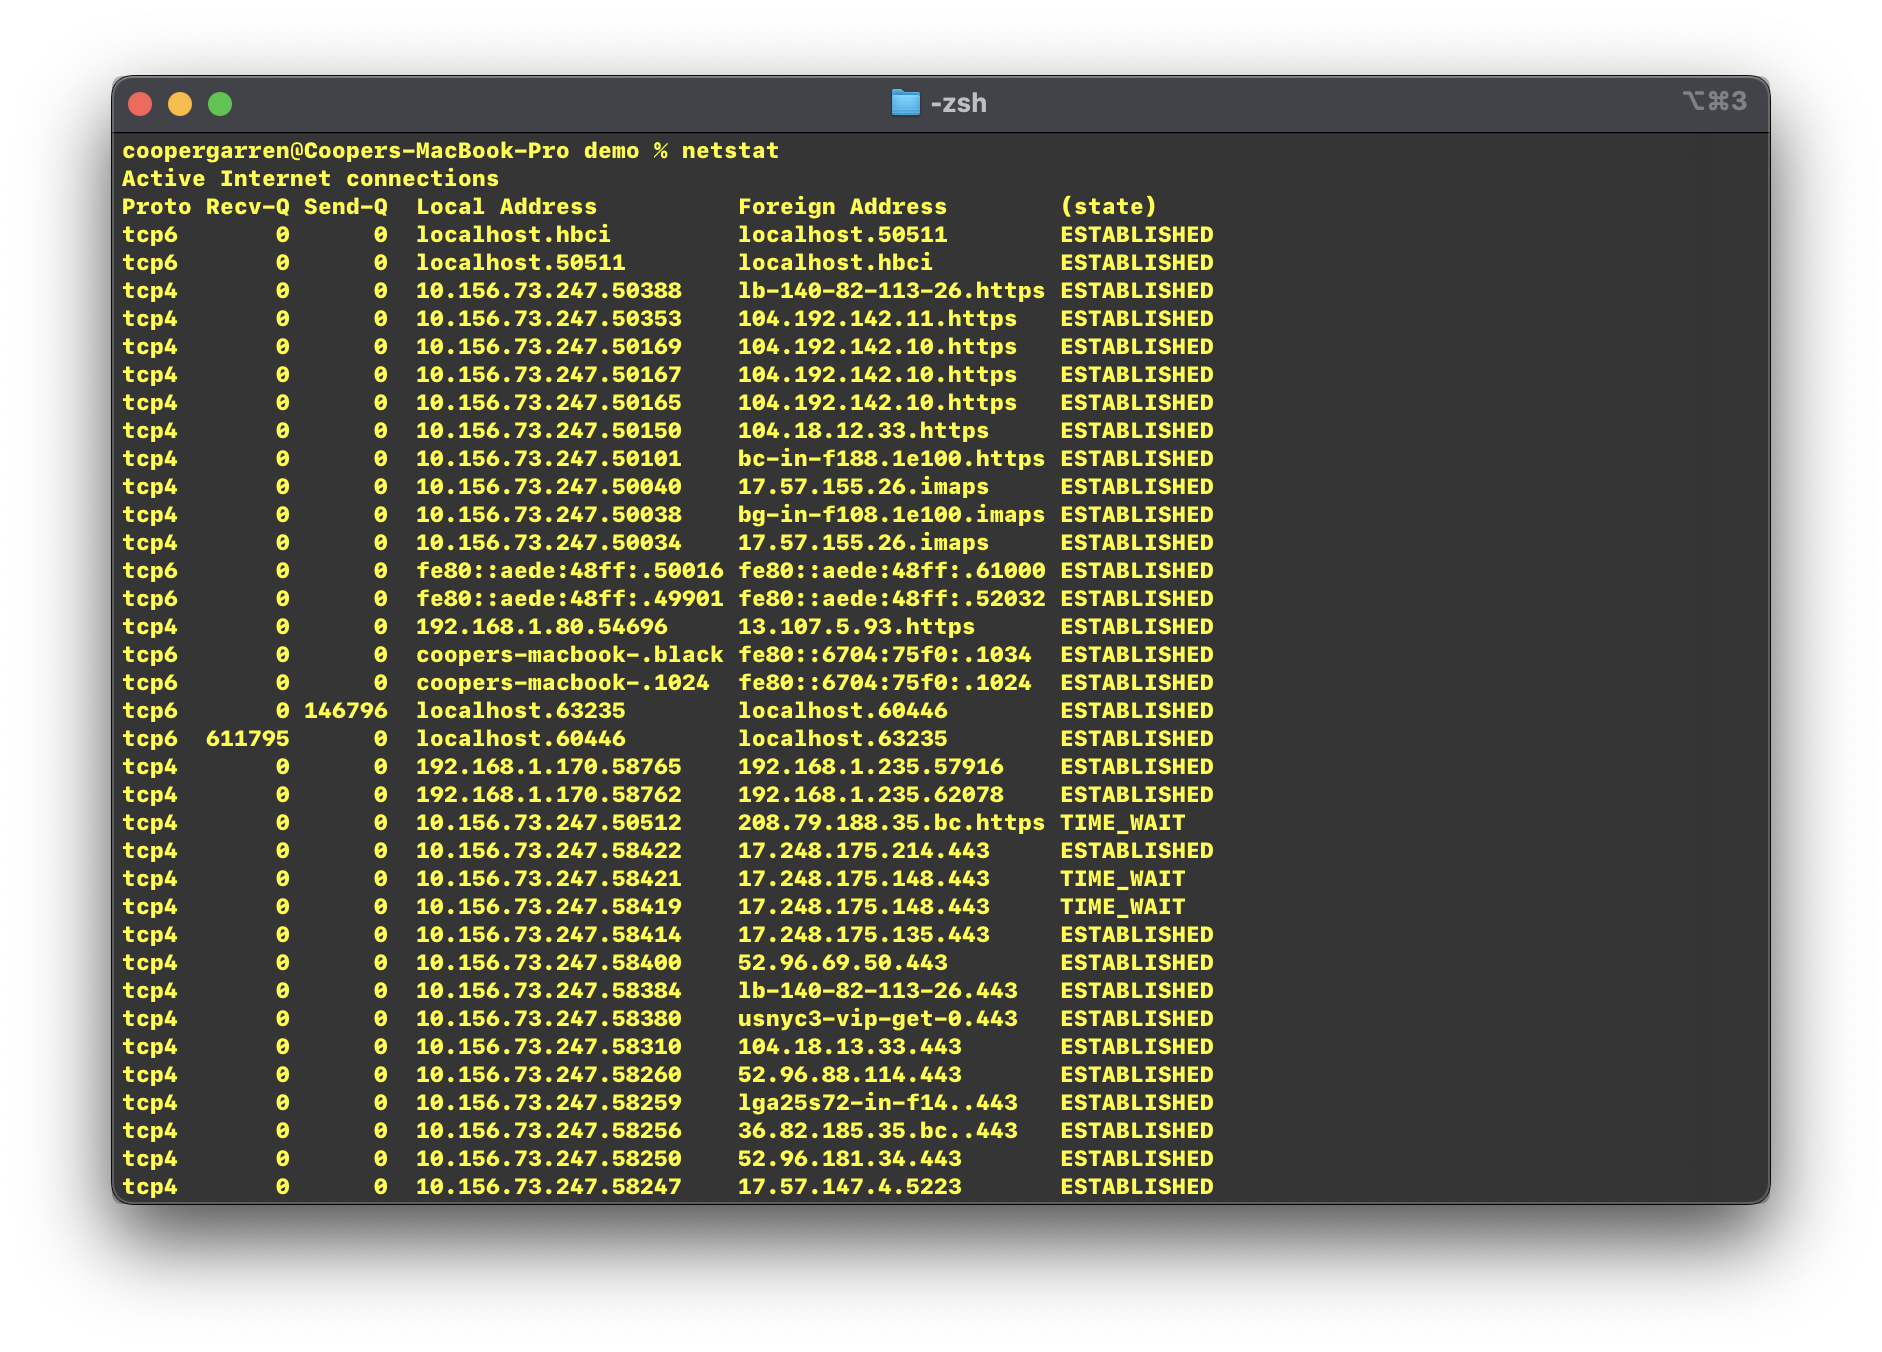 -zsh
⌥⌘3
coopergarren@Coopers-MacBook-Pro demo % netstat
Active Internet connections
Proto Recv-Q Send-Q  Local Address          Foreign Address        (state)
tcp6       0      0  localhost.hbci         localhost.50511        ESTABLISHED
tcp6       0      0  localhost.50511        localhost.hbci         ESTABLISHED
tcp4       0      0  10.156.73.247.50388    lb-140-82-113-26.https ESTABLISHED
tcp4       0      0  10.156.73.247.50353    104.192.142.11.https   ESTABLISHED
tcp4       0      0  10.156.73.247.50169    104.192.142.10.https   ESTABLISHED
tcp4       0      0  10.156.73.247.50167    104.192.142.10.https   ESTABLISHED
tcp4       0      0  10.156.73.247.50165    104.192.142.10.https   ESTABLISHED
tcp4       0      0  10.156.73.247.50150    104.18.12.33.https     ESTABLISHED
tcp4       0      0  10.156.73.247.50101    bc-in-f188.1e100.https ESTABLISHED
tcp4       0      0  10.156.73.247.50040    17.57.155.26.imaps     ESTABLISHED
tcp4       0      0  10.156.73.247.50038    bg-in-f108.1e100.imaps ESTABLISHED
tcp4       0      0  10.156.73.247.50034    17.57.155.26.imaps     ESTABLISHED
tcp6       0      0  fe80::aede:48ff:.50016 fe80::aede:48ff:.61000 ESTABLISHED
tcp6       0      0  fe80::aede:48ff:.49901 fe80::aede:48ff:.52032 ESTABLISHED
tcp4       0      0  192.168.1.80.54696     13.107.5.93.https      ESTABLISHED
tcp6       0      0  coopers-macbook-.black fe80::6704:75f0:.1034  ESTABLISHED
tcp6       0      0  coopers-macbook-.1024  fe80::6704:75f0:.1024  ESTABLISHED
tcp6       0 146796  localhost.63235        localhost.60446        ESTABLISHED
tcp6  611795      0  localhost.60446        localhost.63235        ESTABLISHED
tcp4       0      0  192.168.1.170.58765    192.168.1.235.57916    ESTABLISHED
tcp4       0      0  192.168.1.170.58762    192.168.1.235.62078    ESTABLISHED
tcp4       0      0  10.156.73.247.50512    208.79.188.35.bc.https TIME_WAIT
tcp4       0      0  10.156.73.247.58422    17.248.175.214.443     ESTABLISHED
tcp4       0      0  10.156.73.247.58421    17.248.175.148.443     TIME_WAIT
tcp4       0      0  10.156.73.247.58419    17.248.175.148.443     TIME_WAIT
tcp4       0      0  10.156.73.247.58414    17.248.175.135.443     ESTABLISHED
tcp4       0      0  10.156.73.247.58400    52.96.69.50.443        ESTABLISHED
tcp4       0      0  10.156.73.247.58384    lb-140-82-113-26.443   ESTABLISHED
tcp4       0      0  10.156.73.247.58380    usnyc3-vip-get-0.443   ESTABLISHED
tcp4       0      0  10.156.73.247.58310    104.18.13.33.443       ESTABLISHED
tcp4       0      0  10.156.73.247.58260    52.96.88.114.443       ESTABLISHED
tcp4       0      0  10.156.73.247.58259    lga25s72-in-f14..443   ESTABLISHED
tcp4       0      0  10.156.73.247.58256    36.82.185.35.bc..443   ESTABLISHED
tcp4       0      0  10.156.73.247.58250    52.96.181.34.443       ESTABLISHED
tcp4       0      0  10.156.73.247.58247    17.57.147.4.5223       ESTABLISHED